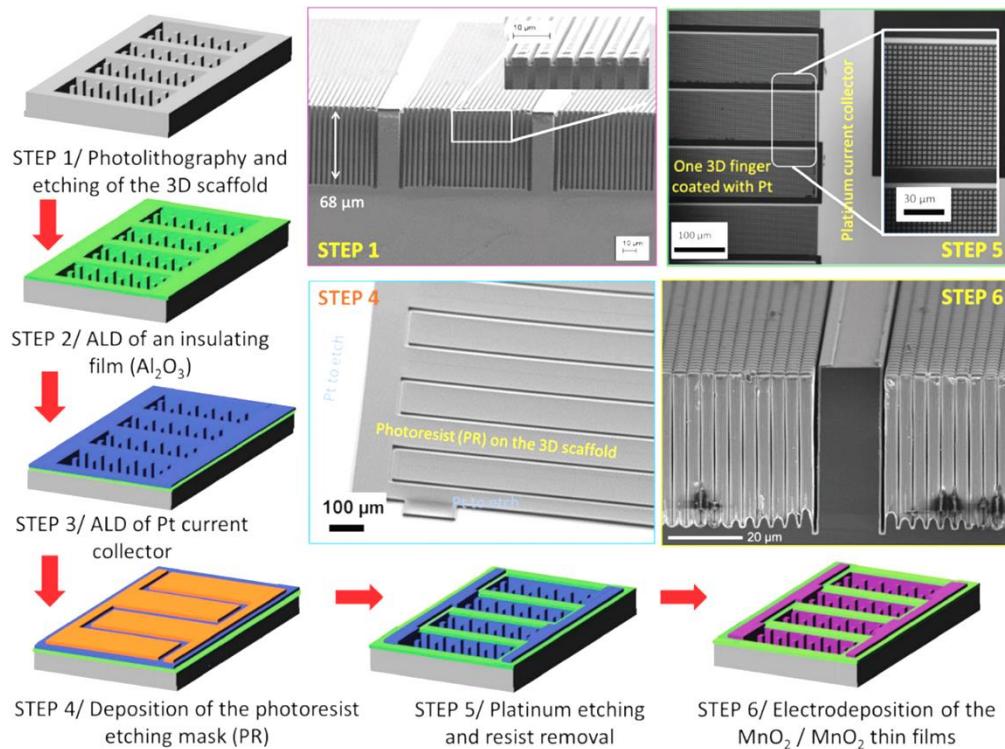 STEP 1/ Photolithography and
etching of the 3D scaffold
STEP 2/ ALD of an insulating
film (Al₂O₃)
STEP 3/ ALD of Pt current
collector
STEP 4/ Deposition of the photoresist
etching mask (PR)
STEP 5/ Platinum etching
and resist removal
STEP 6/ Electrodeposition of the
MnO₂ / MnO₂ thin films
10 µm
68 µm
STEP 1
10 µm
One 3D finger
coated with Pt
Platinum current collector
100 µm
30 µm
STEP 5
STEP 4
Pt to etch
Photoresist (PR) on the 3D scaffold
Pt to etch
100 µm
STEP 6
20 µm